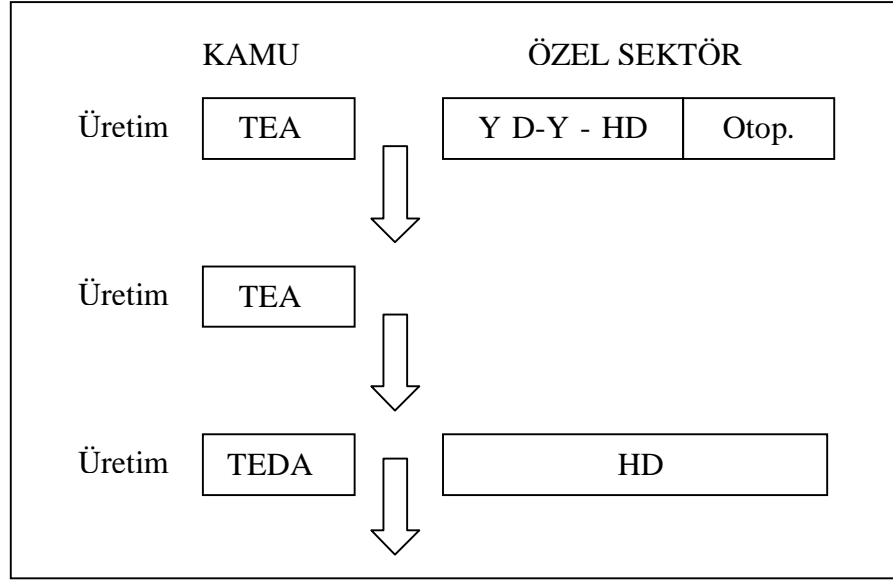 KAMU ÖZEL SEKTÖR
Üretim TEA Y D-Y - HD Otop.
Üretim TEA
Üretim TEDA HD